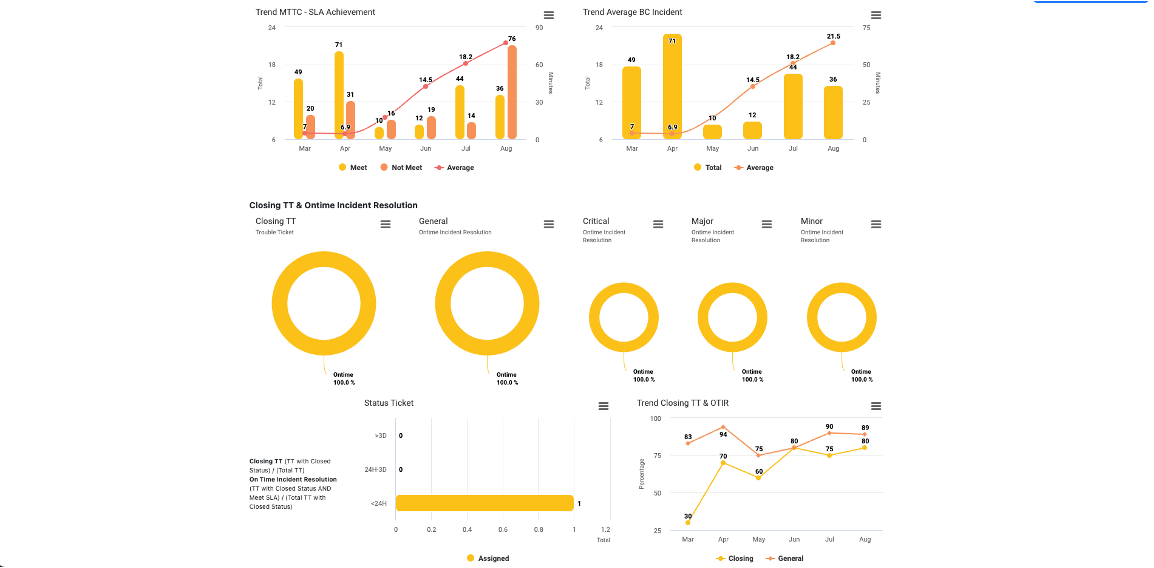 Trend MTTC - SLA Achievement
24
18
12
6
Total
90
60
30
0
Minutes
49
71
10
12
44
36
20
31
16
19
14
76
7
6.9
14.5
18.2
Mar
Apr
May
Jun
Jul
Aug
Meet
Not Meet
Average
Trend Average BC Incident
24
18
12
6
Total
75
50
25
0
Minutes
49
71
10
12
44
36
7
6.9
14.5
18.2
21.5
Mar
Apr
May
Jun
Jul
Aug
Total
Average
Closing TT & Ontime Incident Resolution
Closing TT
Trouble Ticket
Ontime
100.0 %
General
Ontime Incident Resolution
Ontime
100.0 %
Critical
Ontime Incident
Resolution
Ontime
100.0 %
Major
Ontime Incident
Resolution
Ontime
100.0 %
Minor
Ontime Incident
Resolution
Ontime
100.0 %
Closing TT (TT with Closed
Status) / (Total TT)
On Time Incident Resolution
(TT with Closed Status AND
Meet SLA) / (Total TT with
Closed Status)
Status Ticket
>3D
0
24H-3D
0
<24H
1
0
0.2
0.4
0.6
0.8
1
1.2
Total
Assigned
Trend Closing TT & OTIR
100
75
50
25
Percentage
83
94
75
80
90
89
30
70
60
75
80
Mar
Apr
May
Jun
Jul
Aug
Closing
General